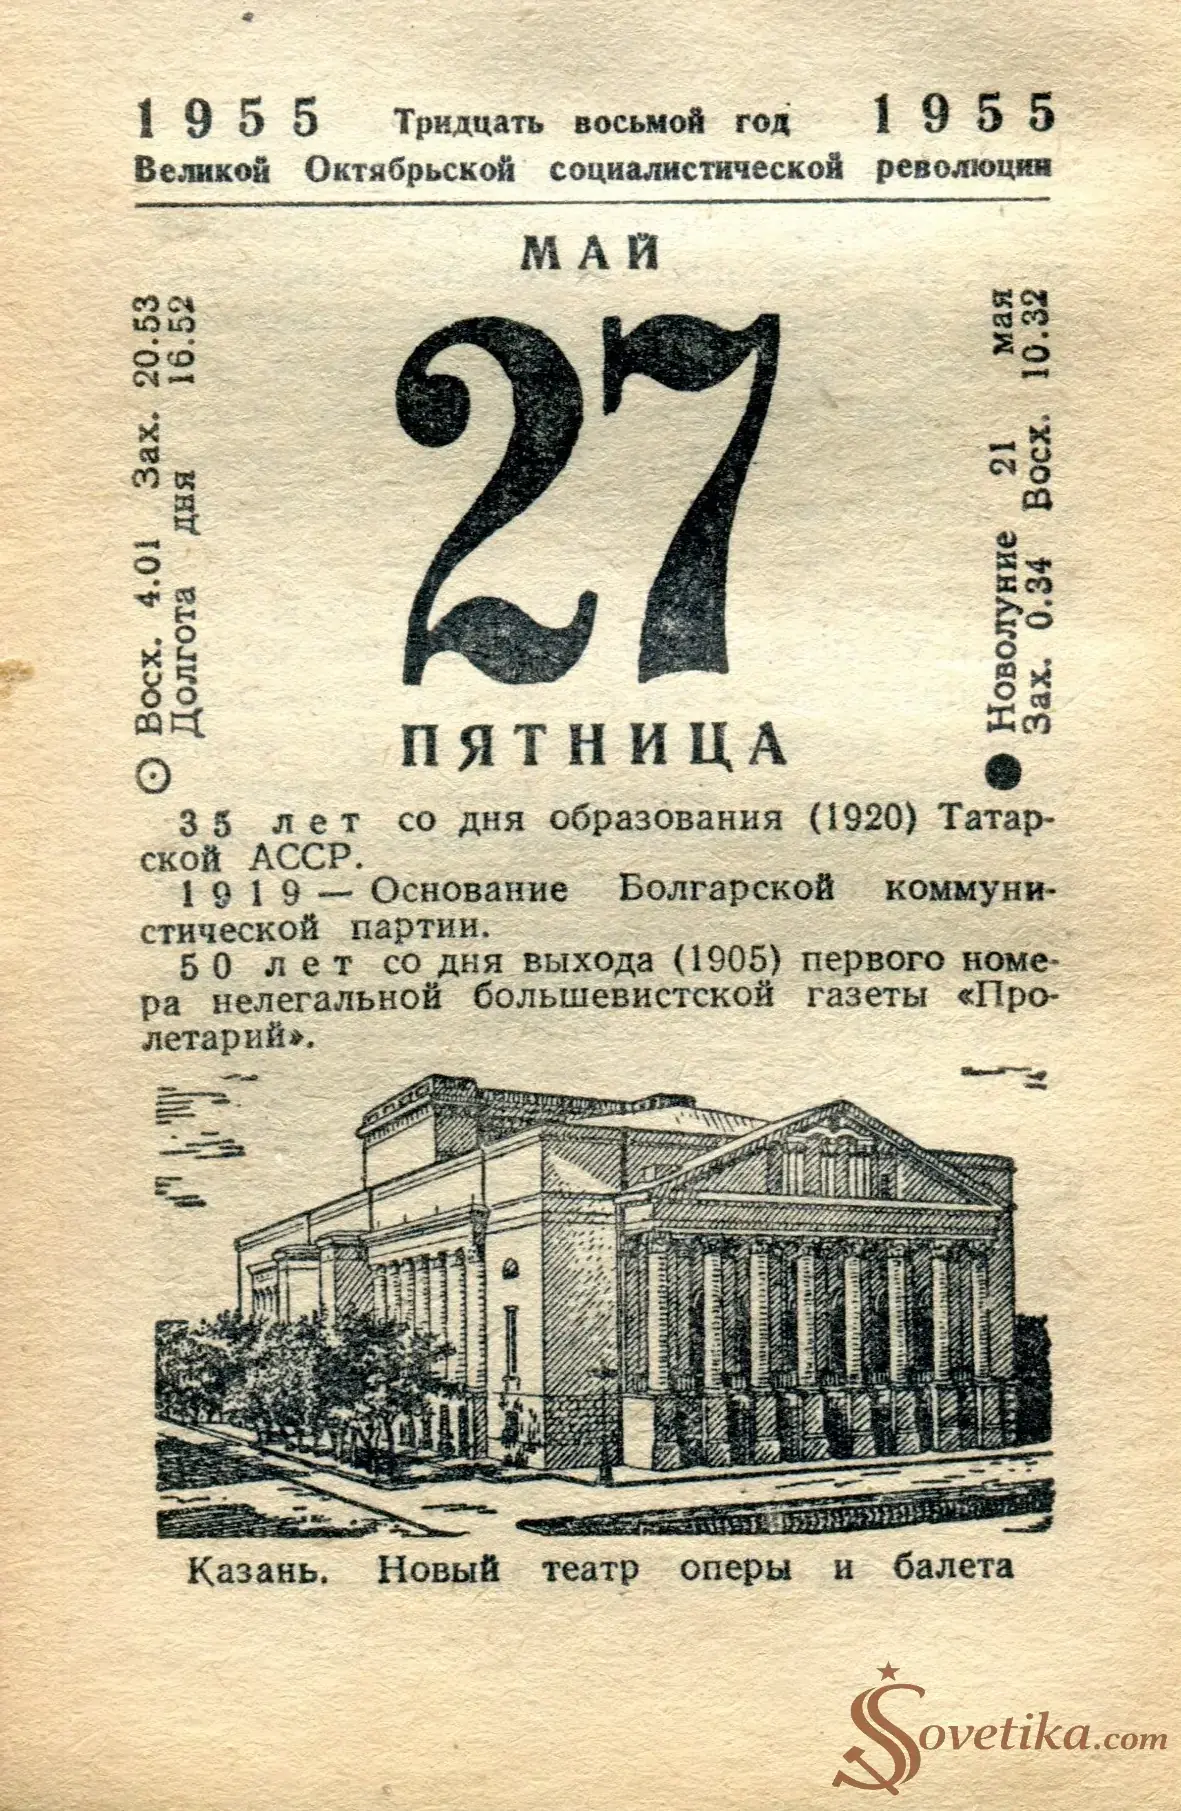 1955 Тридцать восьмой год 1955
Великой Октябрьской социалистической революции
МАЙ
Восх. 4.01 Зах. 20.53
Долгота дня 16.52
27
Новолуние 21 мая
Зах. 0.34 Восх. 10.32
ПЯТНИЦА
35 лет со дня образования (1920) Татар-
ской АССР.
1919 — Основание Болгарской коммуни-
стической партии.
50 лет со дня выхода (1905) первого номе-
ра нелегальной большевистской газеты «Про-
летарий».
Казань. Новый театр оперы и балета
Sovetika.com